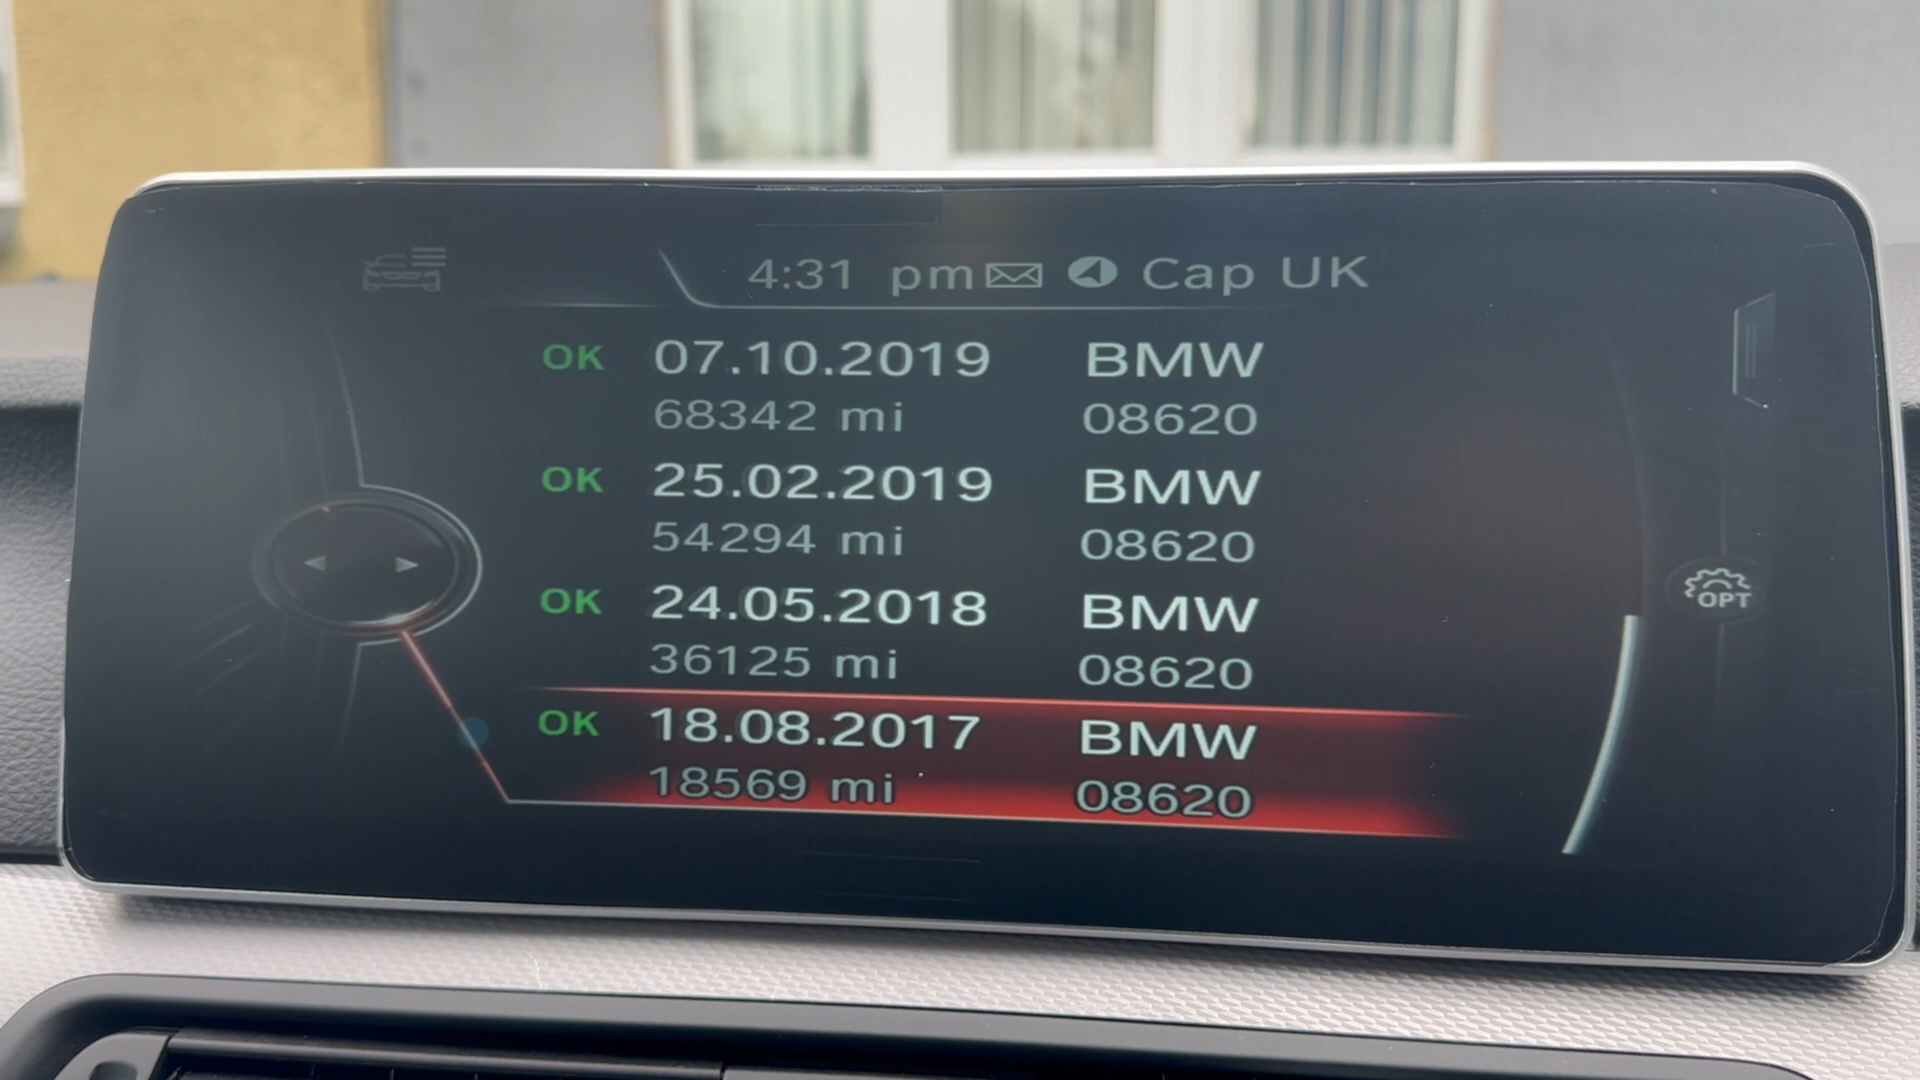 4:31 pm Cap UK
OK 07.10.2019 BMW
68342 mi 08620
OK 25.02.2019 BMW
54294 mi 08620
OK 24.05.2018 BMW
36125 mi 08620
OPT
OK 18.08.2017 BMW
18569 mi 08620